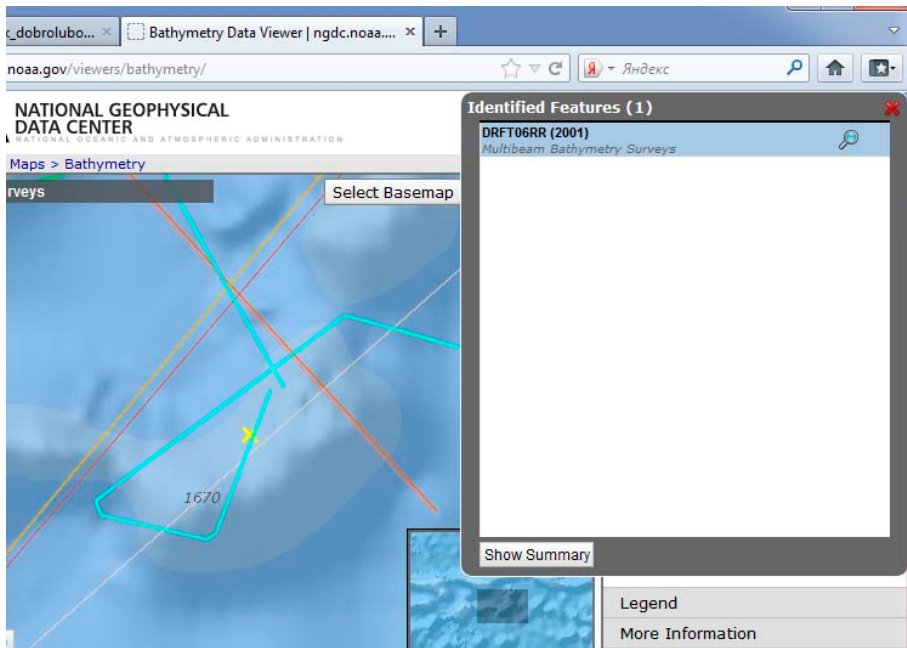 _dobrolubo... ×
Bathymetry Data Viewer | ngdc.noaa.... ×
+
noaa.gov/viewers/bathymetry/
Я
Яндекс
NATIONAL GEOPHYSICAL
DATA CENTER
NATIONAL OCEANIC AND ATMOSPHERIC ADMINISTRATION
Maps > Bathymetry
rveys
Select Basemap
1670
Identified Features (1)
DRFT06RR (2001)
Multibeam Bathymetry Surveys
Show Summary
Legend
More Information